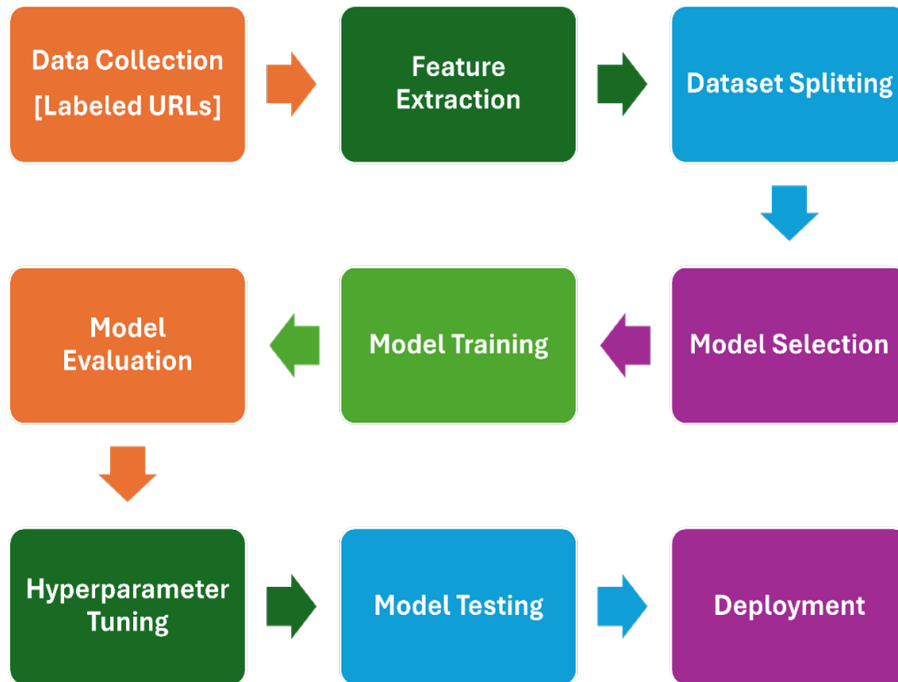 Data Collection
[Labeled URLs]
Feature
Extraction
Dataset Splitting
Model
Evaluation
Model Training
Model Selection
Hyperparameter
Tuning
Model Testing
Deployment